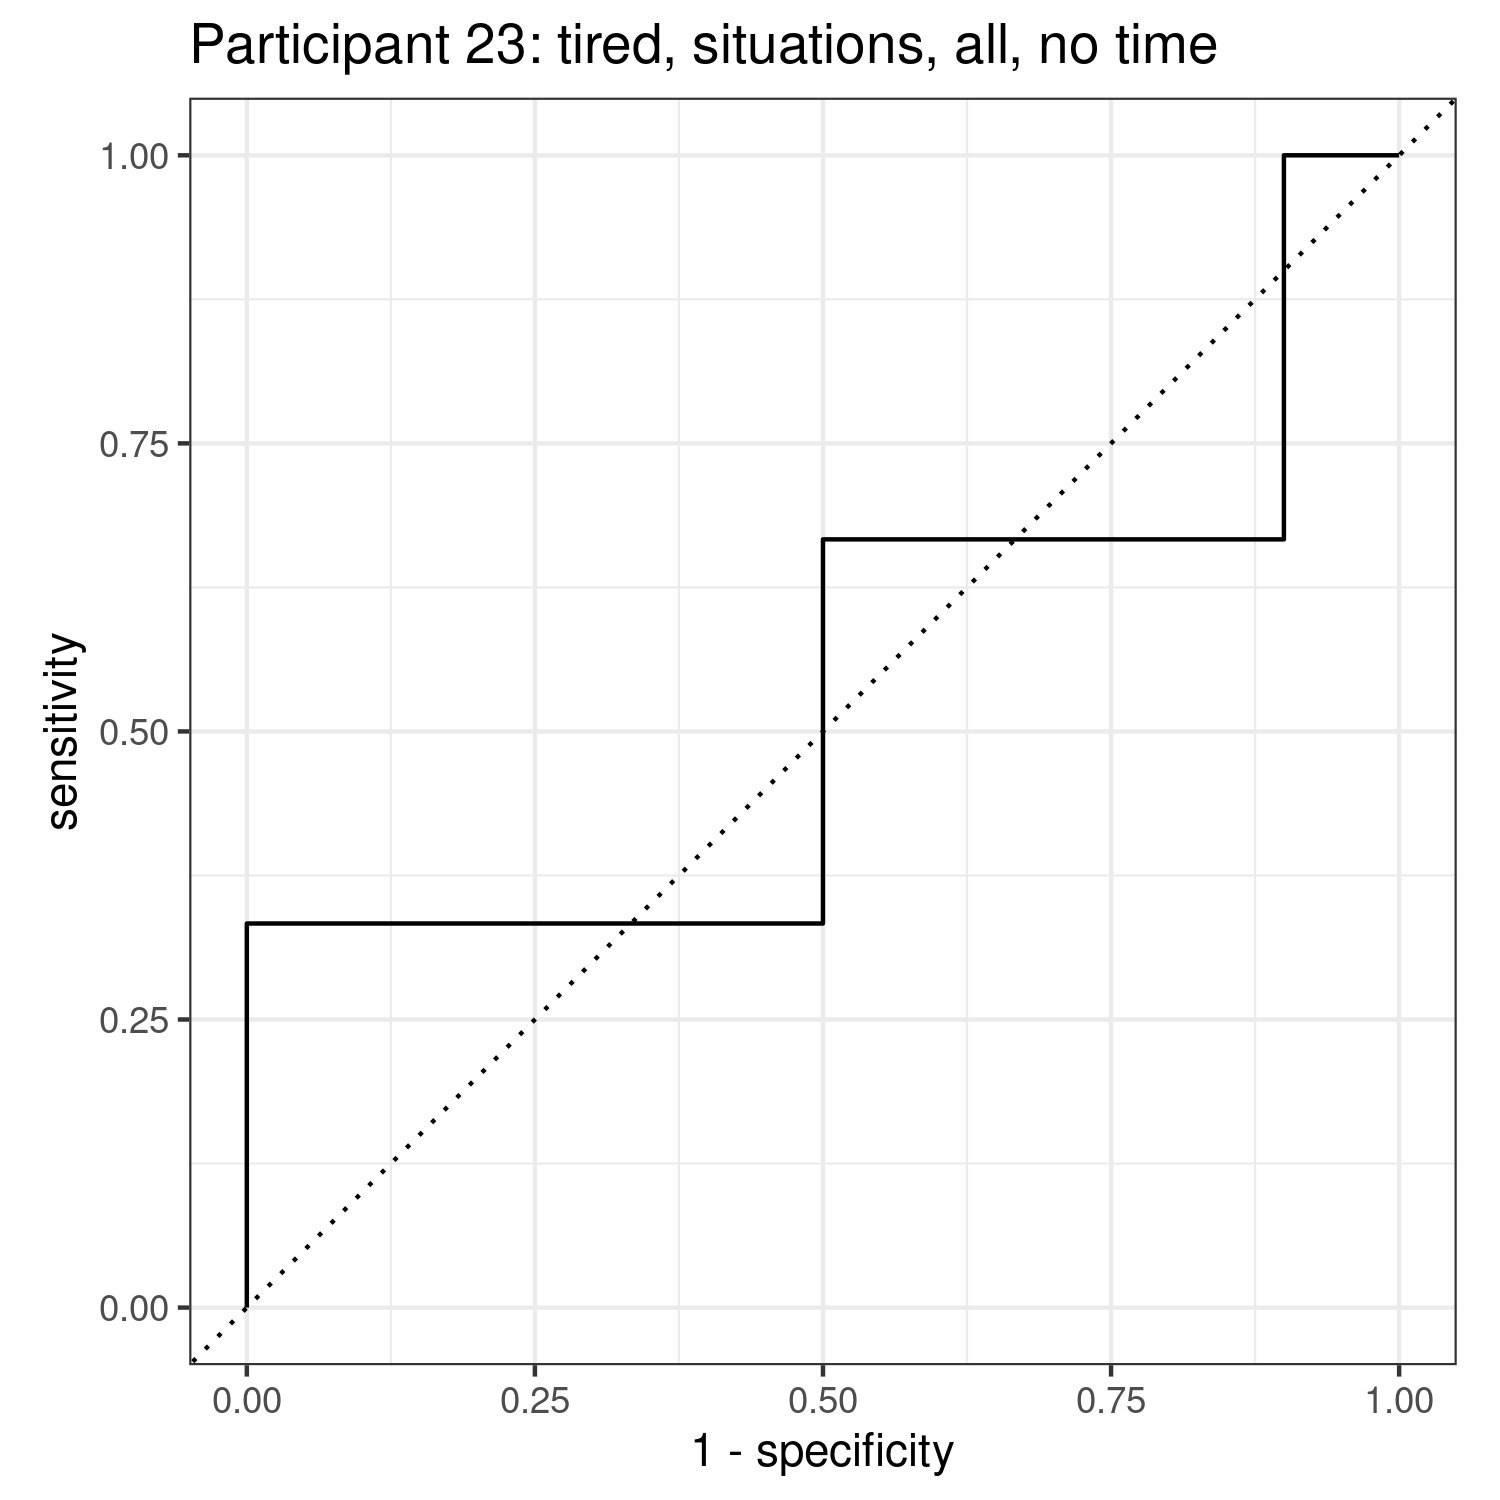 Participant 23: tired, situations, all, no time
1.00
0.75
0.50
0.25
0.00
sensitivity
0.00 0.25 0.50 0.75 1.00
1 - specificity